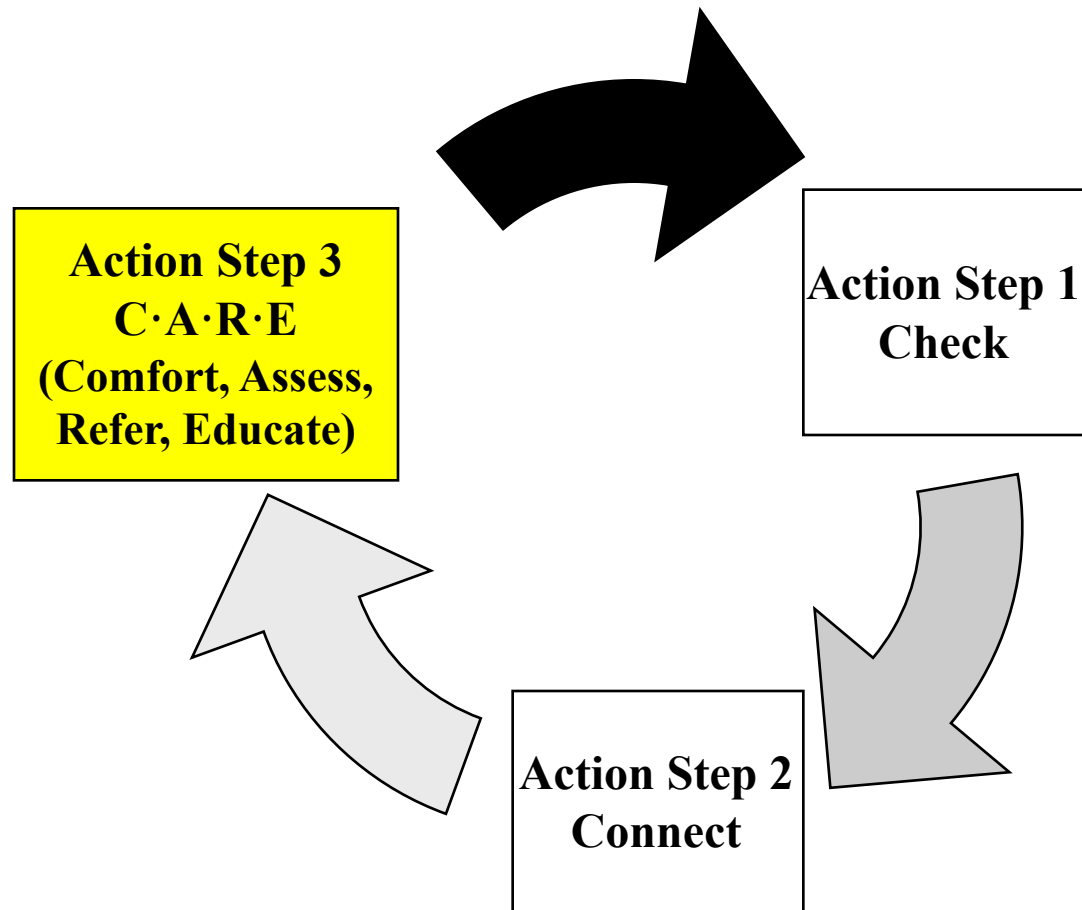 Action Step 3
C·A·R·E
(Comfort, Assess,
Refer, Educate)
Action Step 1
Check
Action Step 2
Connect